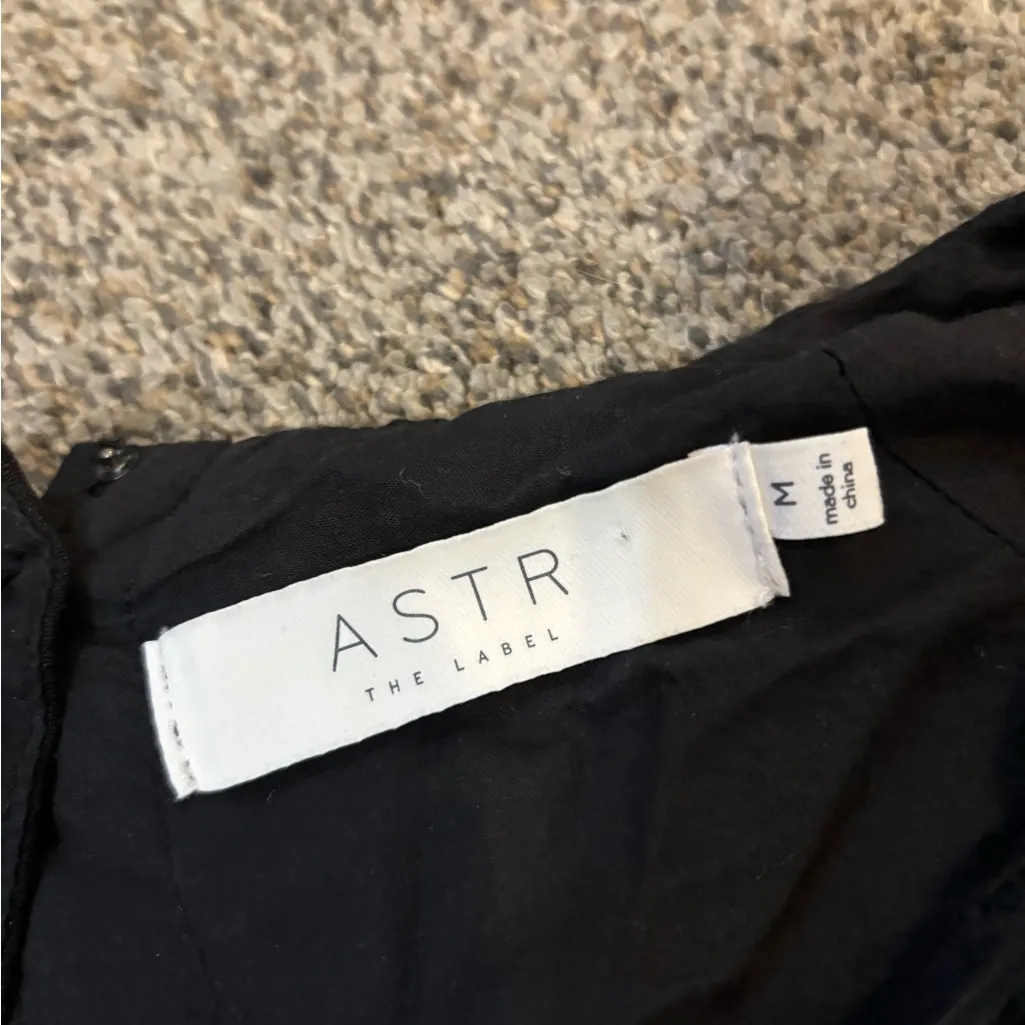 ASTR
THE LABEL
M
made in
china